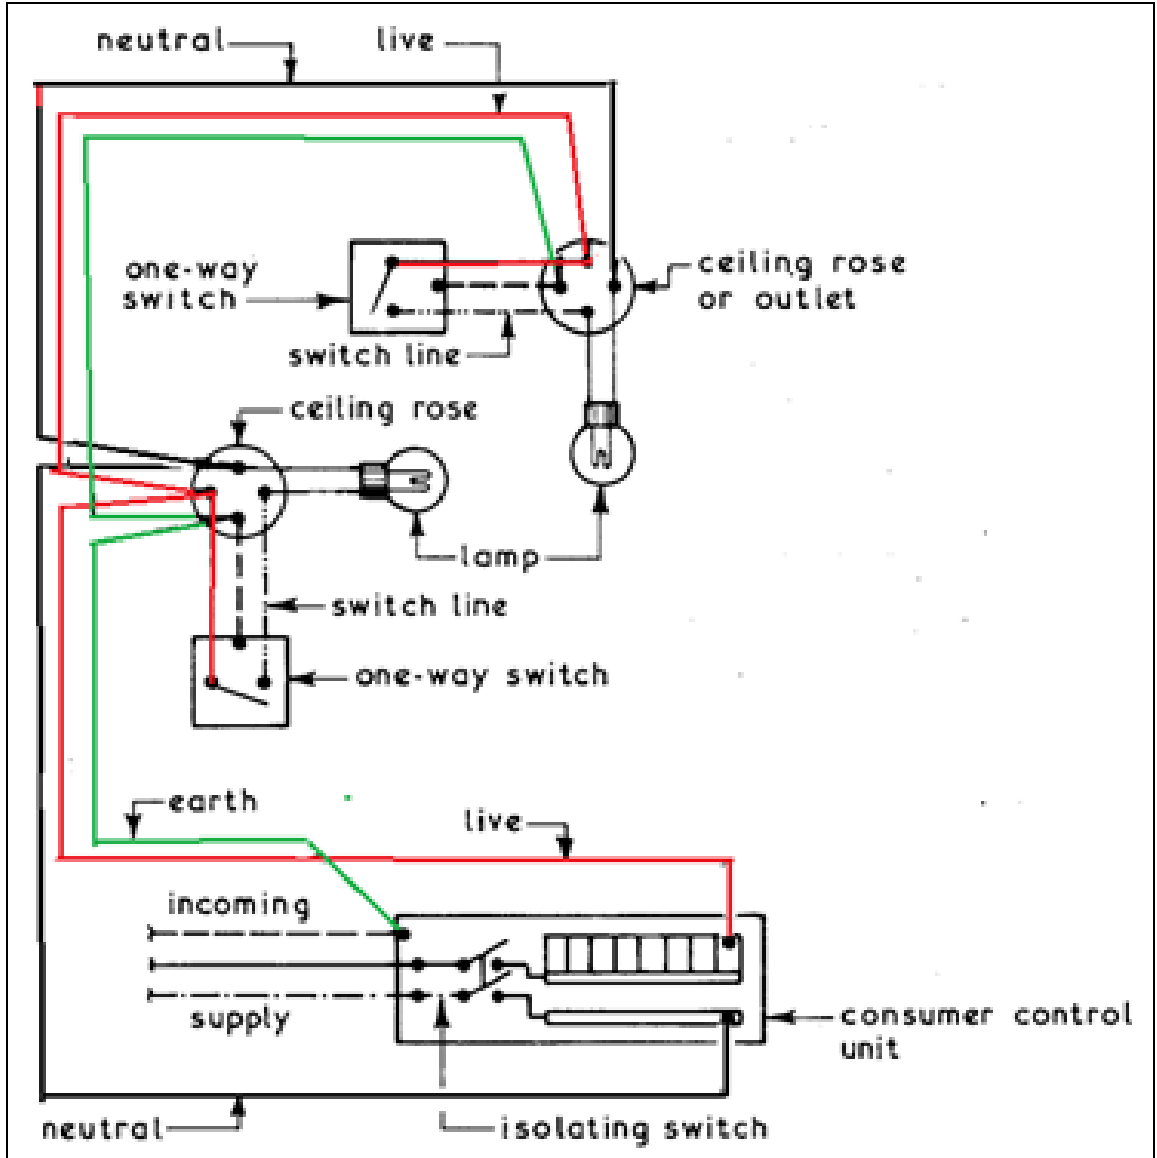 neutral
live
one-way
switch
ceiling rose
or outlet
switch line
ceiling rose
lamp
switch line
one-way switch
earth
live
incoming
supply
consumer control
unit
neutral
isolating switch